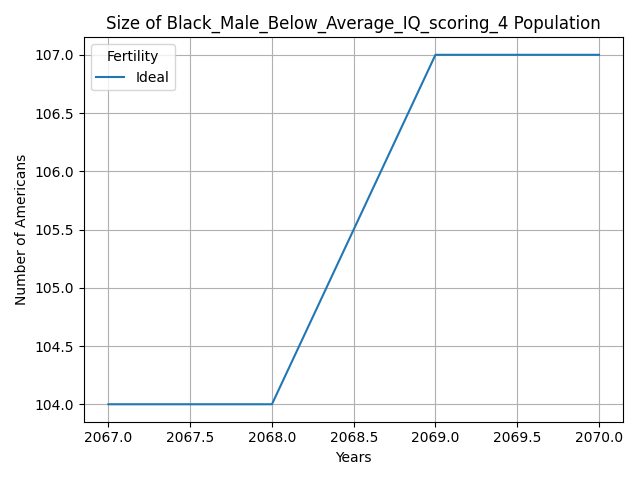 Size of Black_Male_Below_Average_IQ_scoring_4 Population
Fertility
Ideal
107.0
106.5
106.0
105.5
105.0
104.5
104.0
Number of Americans
2067.0 2067.5 2068.0 2068.5 2069.0 2069.5 2070.0
Years